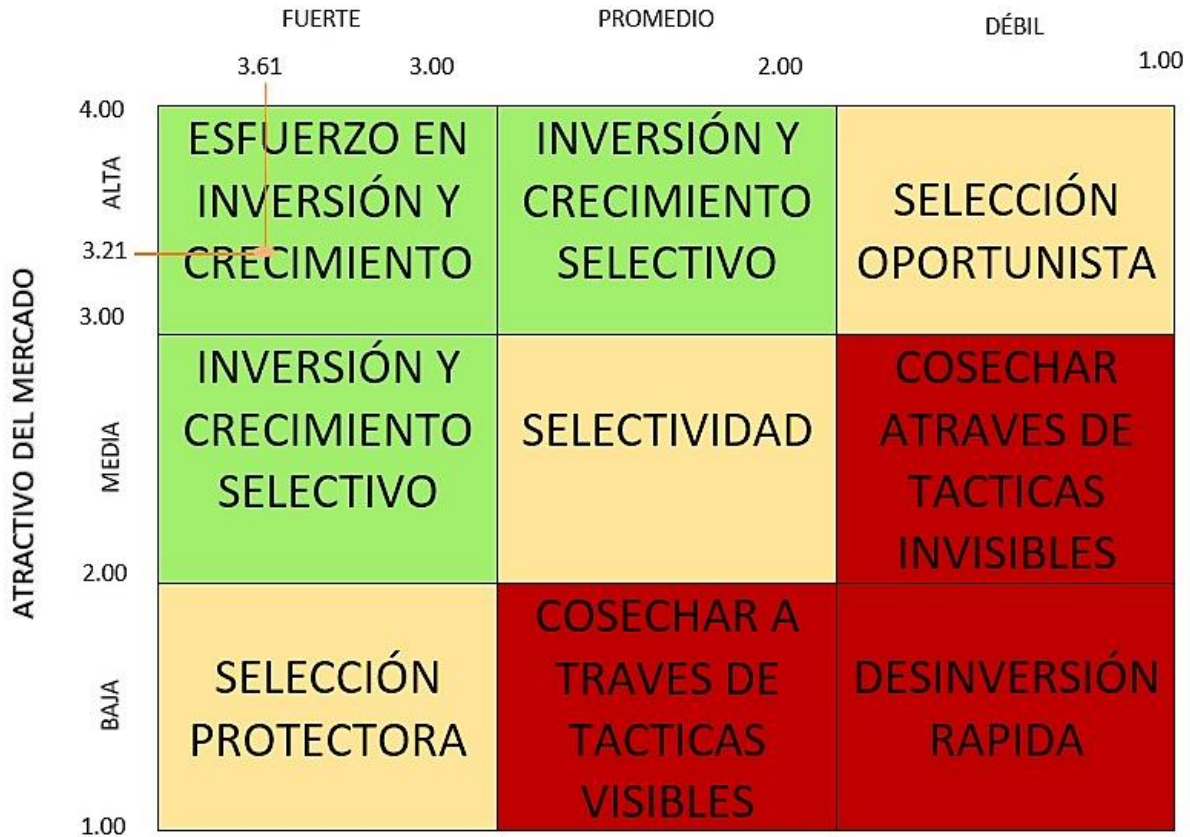 FUERTE PROMEDIO DÉBIL
3.61 3.00 2.00 1.00
4.00
ALTA
3.21
3.00
ATRACTIVO DEL MERCADO
MEDIA
2.00
BAJA
1.00
ESFUERZO EN
INVERSIÓN Y
CRECIMIENTO
INVERSIÓN Y
CRECIMIENTO
SELECTIVO
SELECCIÓN
OPORTUNISTA
INVERSIÓN Y
CRECIMIENTO
SELECTIVO
SELECTIVIDAD
COSECHAR
ATRAVES DE
TACTICAS
INVISIBLES
SELECCIÓN
PROTECTORA
COSECHAR A
TRAVES DE
TACTICAS
VISIBLES
DESINVERSIÓN
RAPIDA